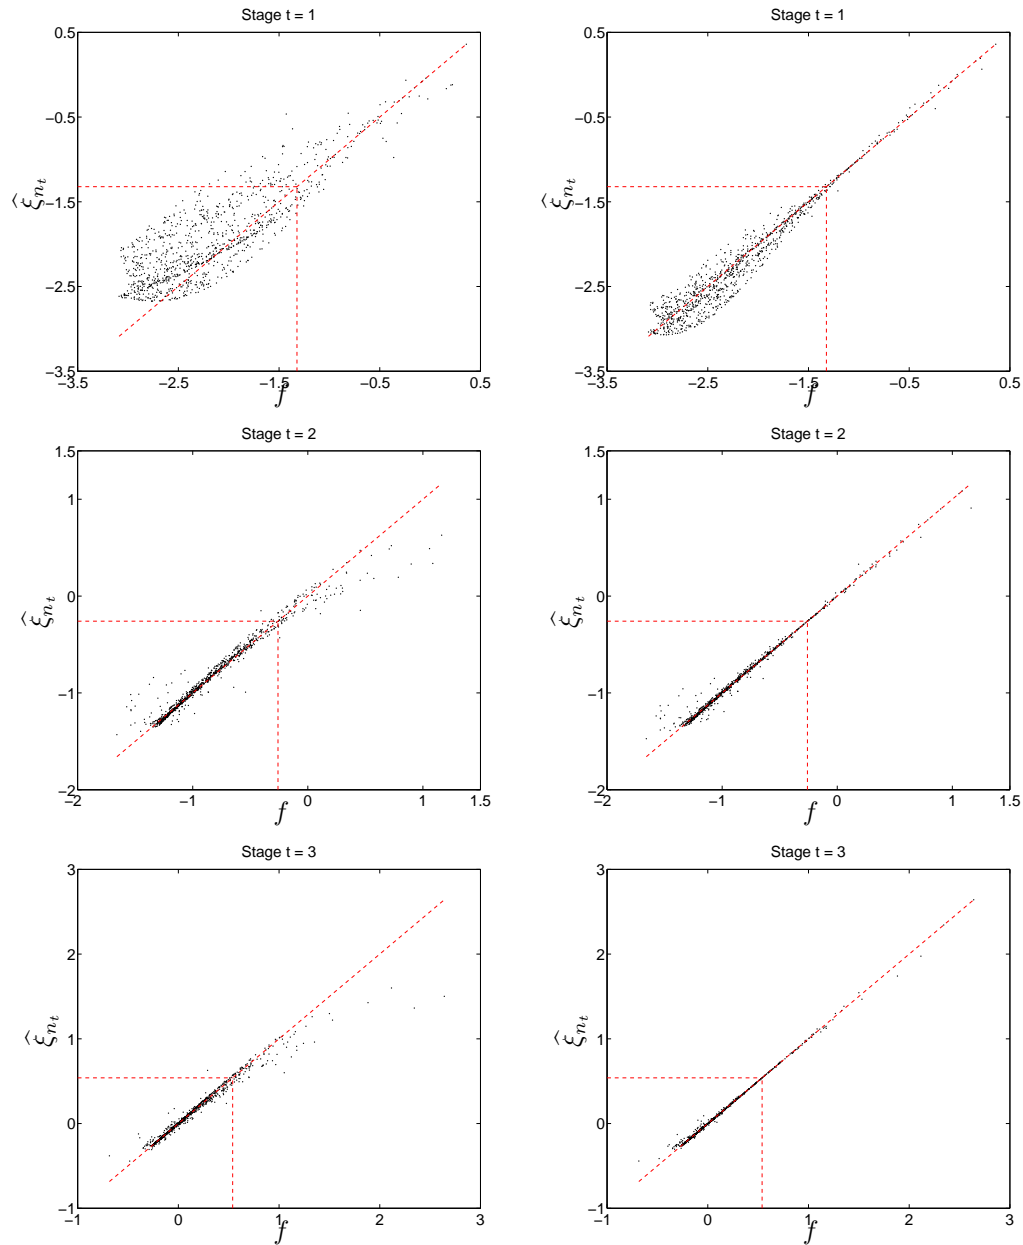 Stage t = 1
0.5
−0.5
−1.5
−2.5
−3.5
−3.5 −2.5 −1.5 −0.5 0.5
f
ξ̂ₙₜ
Stage t = 1
0.5
−0.5
−1.5
−2.5
−3.5
−3.5 −2.5 −1.5 −0.5 0.5
f
ξ̂ₙₜ
Stage t = 2
1.5
1
0
−1
−2
−2 −1 0 1 1.5
f
ξ̂ₙₜ
Stage t = 2
1.5
1
0
−1
−2
−2 −1 0 1 1.5
f
ξ̂ₙₜ
Stage t = 3
3
2
1
0
−1
−1 0 1 2 3
f
ξ̂ₙₜ
Stage t = 3
3
2
1
0
−1
−1 0 1 2 3
f
ξ̂ₙₜ